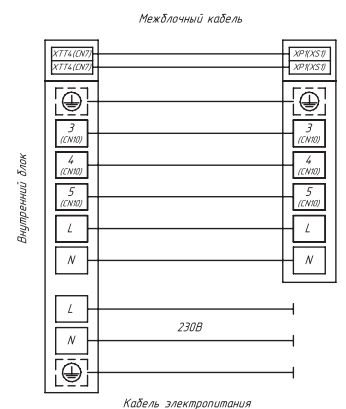 Межблочный кабель
XTT4(CN7) XP1(XS1)
XTT4(CN7) XP1(XS1)
3 3
(CN10) (CN10)
4 4
(CN10) (CN10)
5 5
(CN10) (CN10)
L L
N N
Внутренний блок
L
230В
N
Кабель электропитания